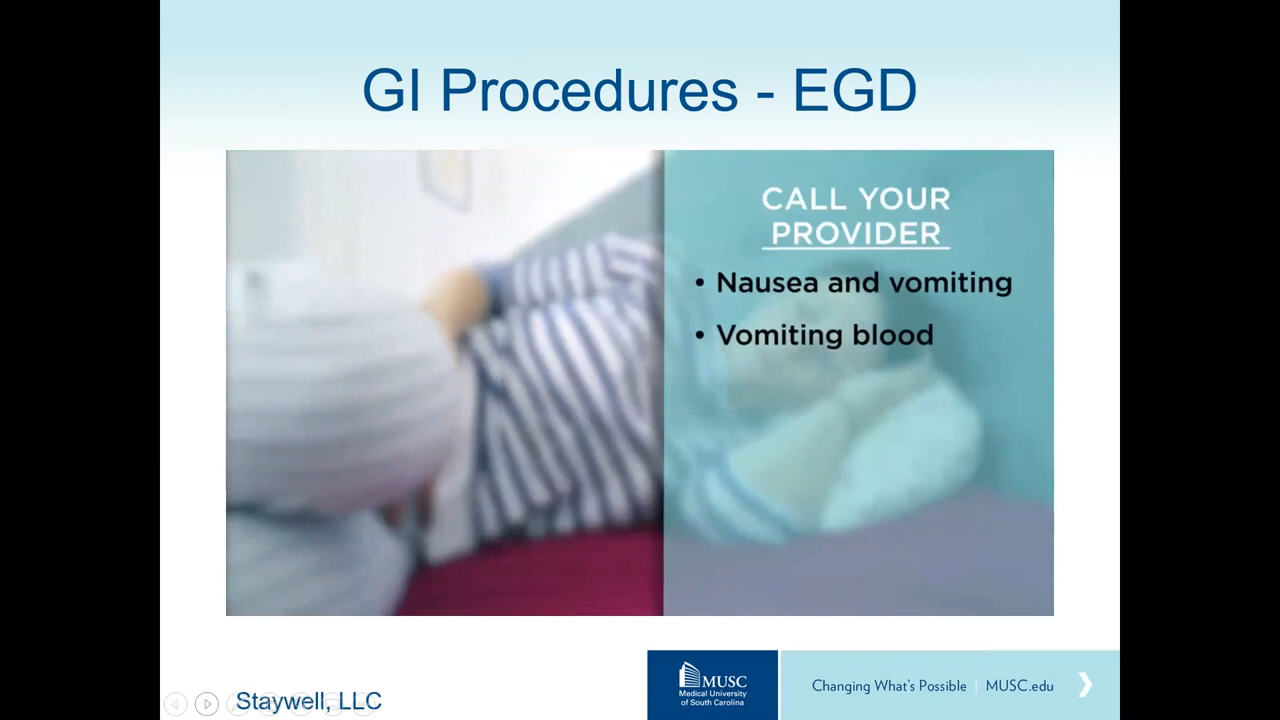 GI Procedures - EGD
CALL YOUR
PROVIDER
• Nausea and vomiting
• Vomiting blood
Staywell, LLC
MUSC
Medical University
of South Carolina
Changing What's Possible | MUSC.edu